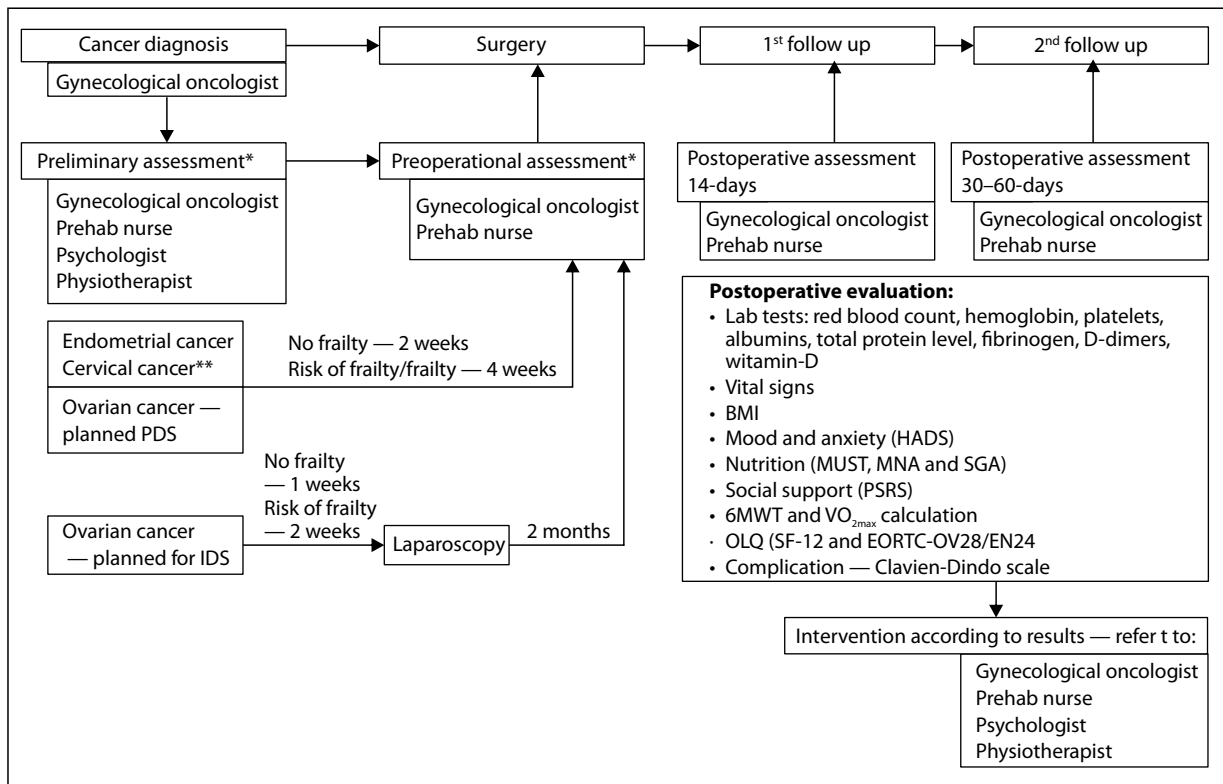 Cancer diagnosis
Gynecological oncologist
Surgery
1st follow up
2nd follow up
Preliminary assessment*
Gynecological oncologist
Prehab nurse
Psychologist
Physiotherapist
Preoperational assessment*
Gynecological oncologist
Prehab nurse
Postoperative assessment
14-days
Gynecological oncologist
Prehab nurse
Postoperative assessment
30–60-days
Gynecological oncologist
Prehab nurse
Endometrial cancer
Cervical cancer**
Ovarian cancer —
planned PDS
No frailty — 2 weeks
Risk of frailty/frailty — 4 weeks
Ovarian cancer
— planned for IDS
No frailty
— 1 weeks
Risk of frailty
— 2 weeks
Laparoscopy
2 months
Postoperative evaluation:
• Lab tests: red blood count, hemoglobin, platelets,
albumins, total protein level, fibrinogen, D-dimers,
witamin-D
• Vital signs
• BMI
• Mood and anxiety (HADS)
• Nutrition (MUST, MNA and SGA)
• Social support (PSRS)
• 6MWT and VO2max calculation
· OLQ (SF-12 and EORTC-OV28/EN24
• Complication — Clavien-Dindo scale
Intervention according to results — refer t to:
Gynecological oncologist
Prehab nurse
Psychologist
Physiotherapist